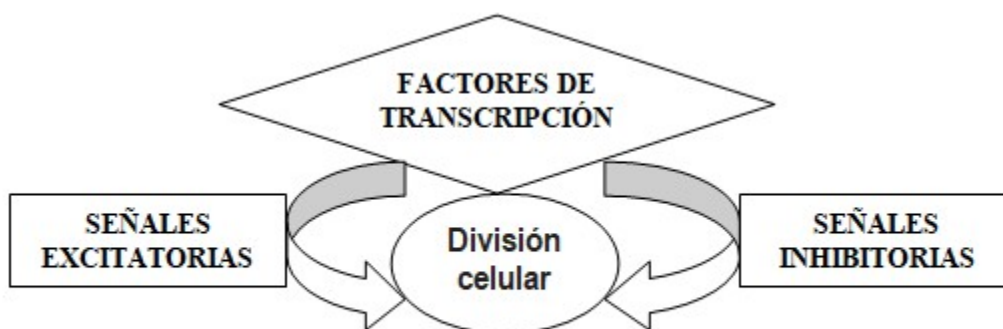 FACTORES DE
TRANSCRIPCIÓN
SEÑALES
EXCITATORIAS
División
celular
SEÑALES
INHIBITORIAS